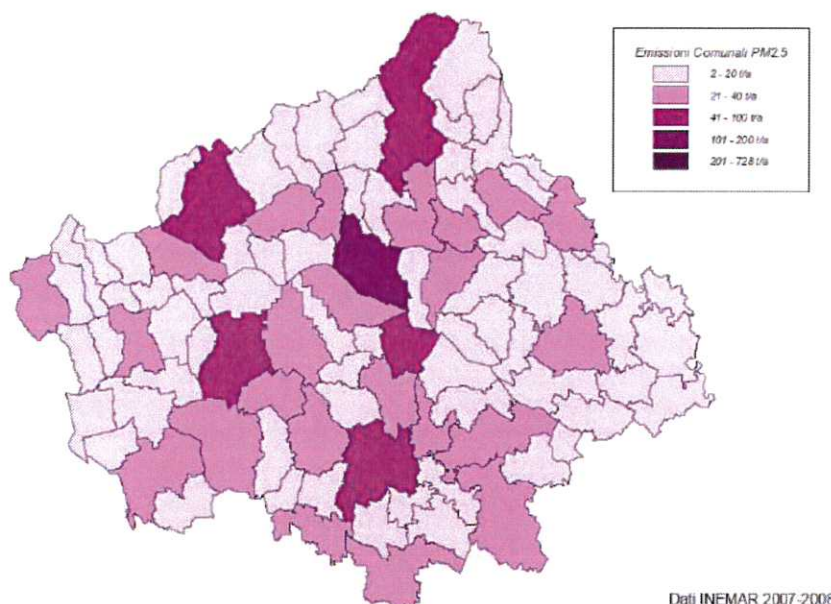 Emissioni Comunali PM2.5
2 - 20 t/a
21 - 40 t/a
41 - 100 t/a
101 - 200 t/a
201 - 728 t/a
Dati INEMAR 2007-2008